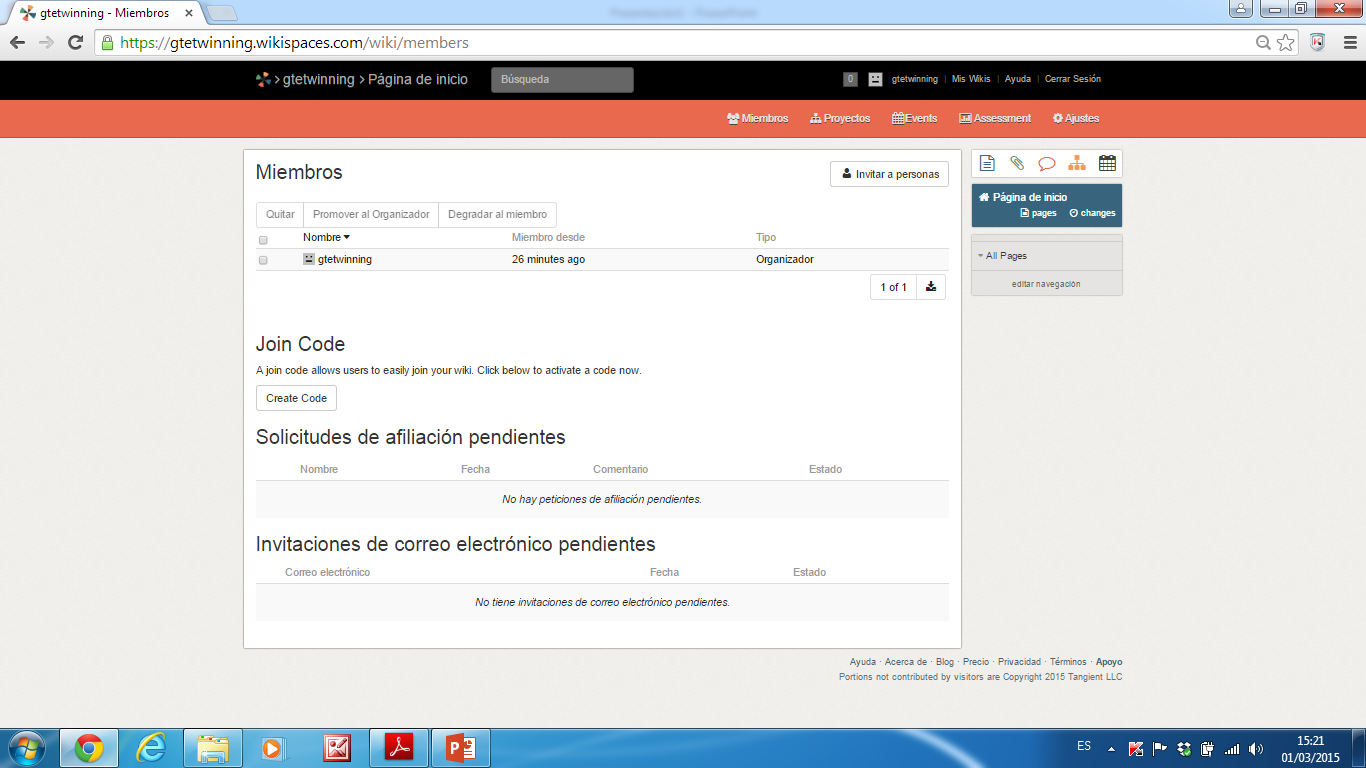 gtetwinning - Miembros
https://gtetwinning.wikispaces.com/wiki/members
gtetwinning > Página de inicio
Búsqueda
0 gtetwinning | Mis Wikis | Ayuda | Cerrar Sesión
Miembros Proyectos Events Assessment Ajustes
Miembros
Invitar a personas
Quitar Promover al Organizador Degradar al miembro
Nombre Miembro desde Tipo
gtetwinning 26 minutes ago Organizador
1 of 1
Join Code
A join code allows users to easily join your wiki. Click below to activate a code now.
Create Code
Solicitudes de afiliación pendientes
Nombre Fecha Comentario Estado
No hay peticiones de afiliación pendientes.
Invitaciones de correo electrónico pendientes
Correo electrónico Fecha Estado
No tiene invitaciones de correo electrónico pendientes.
Página de inicio
pages changes
All Pages
editar navegación
Ayuda · Acerca de · Blog · Precio · Privacidad · Términos · Apoyo
Portions not contributed by visitors are Copyright 2015 Tangient LLC
ES
15:21
01/03/2015